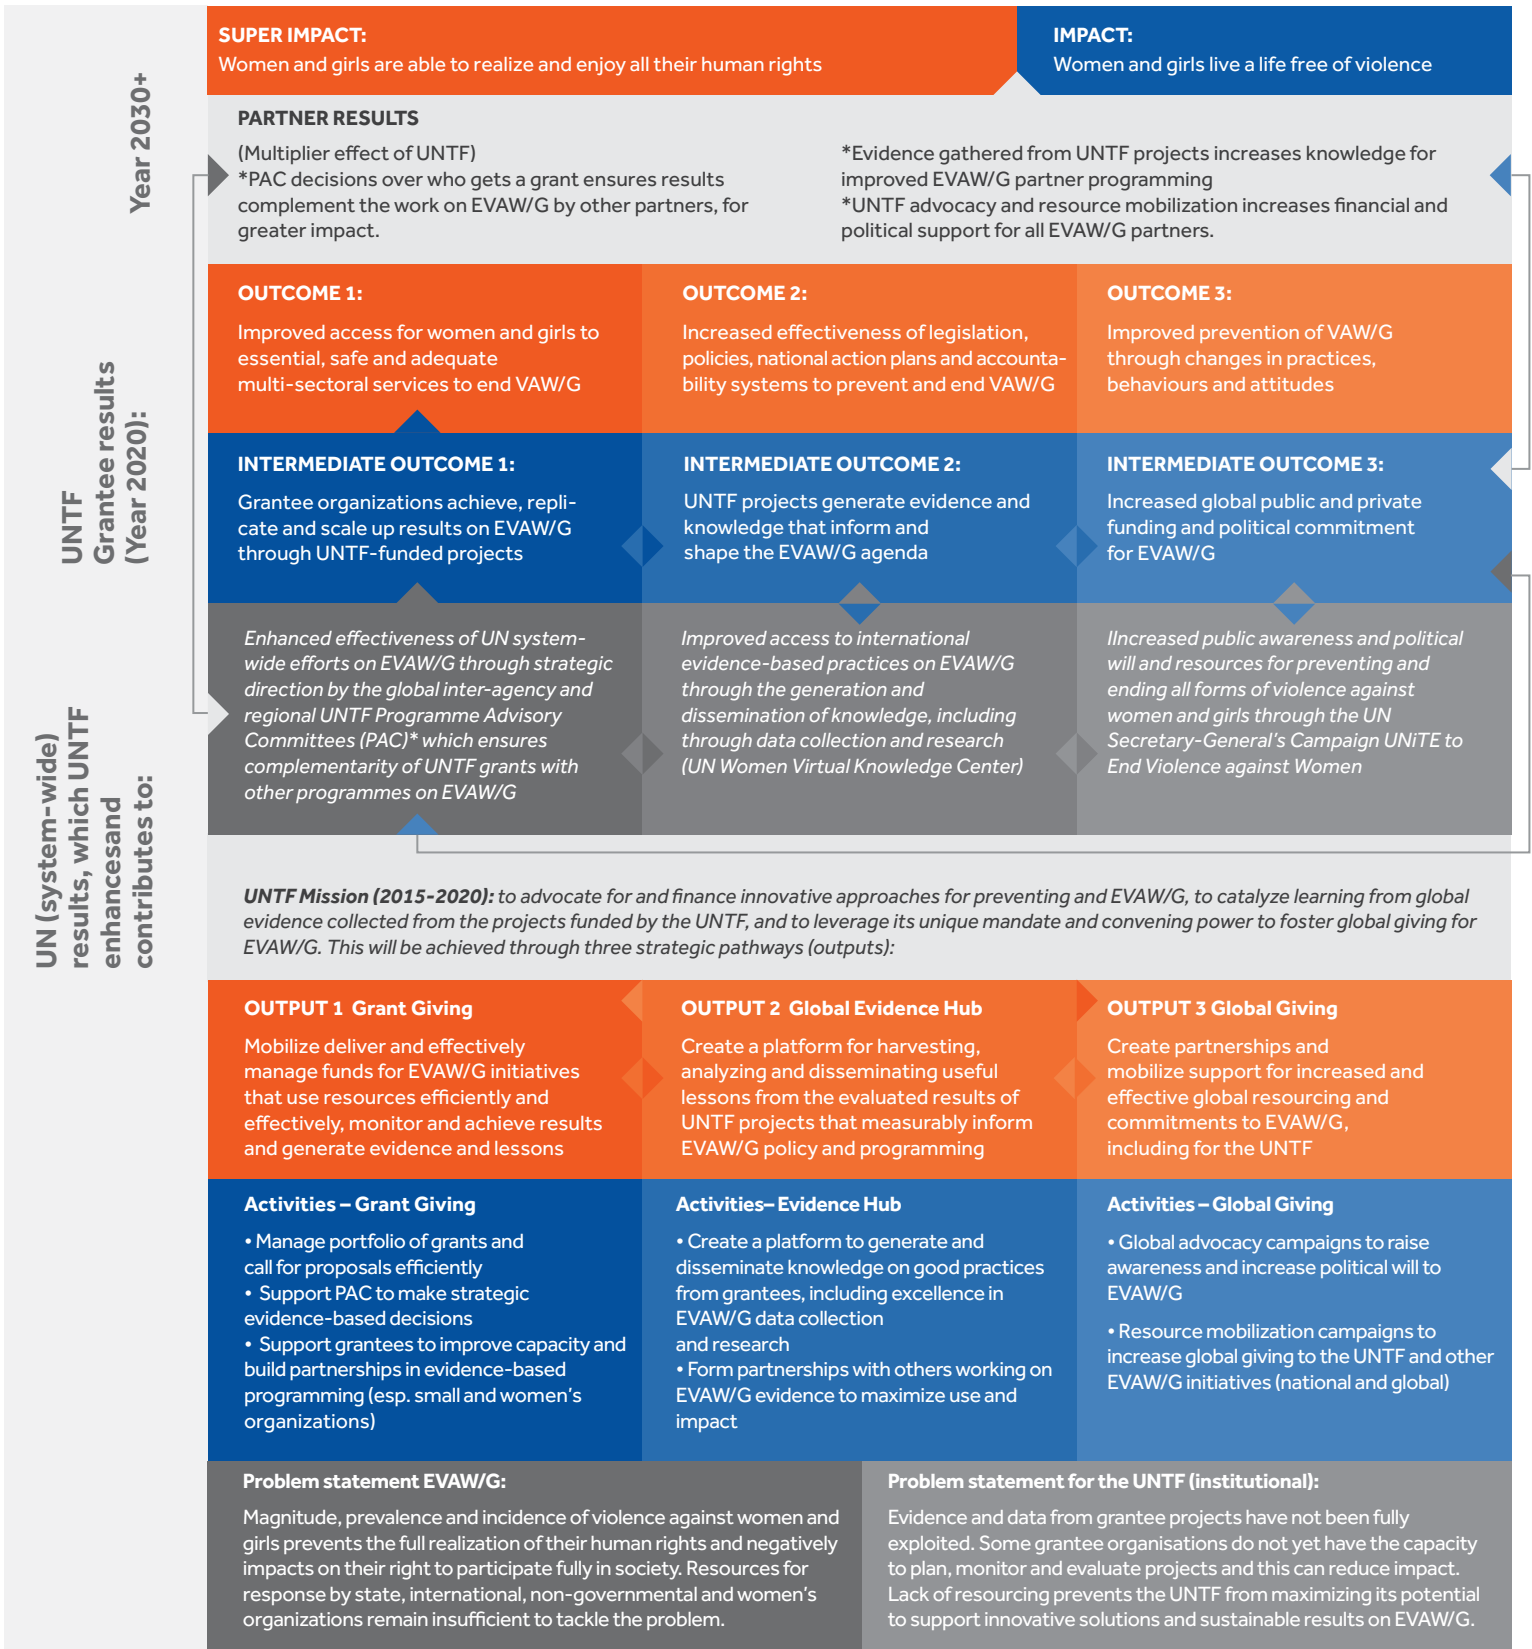 SUPER IMPACT:
Women and girls are able to realize and enjoy all their human rights
IMPACT:
Women and girls live a life free of violence
Year 2030+
PARTNER RESULTS
(Multiplier effect of UNTF)
*PAC decisions over who gets a grant ensures results
complement the work on EVAW/G by other partners, for
greater impact.
*Evidence gathered from UNTF projects increases knowledge for
improved EVAW/G partner programming
*UNTF advocacy and resource mobilization increases financial and
political support for all EVAW/G partners.
UNTF
Grantee results
(Year 2020):
OUTCOME 1:
Improved access for women and girls to
essential, safe and adequate
multi-sectoral services to end VAW/G
OUTCOME 2:
Increased effectiveness of legislation,
policies, national action plans and accounta-
bility systems to prevent and end VAW/G
OUTCOME 3:
Improved prevention of VAW/G
through changes in practices,
behaviours and attitudes
INTERMEDIATE OUTCOME 1:
Grantee organizations achieve, repli-
cate and scale up results on EVAW/G
through UNTF-funded projects
INTERMEDIATE OUTCOME 2:
UNTF projects generate evidence and
knowledge that inform and
shape the EVAW/G agenda
INTERMEDIATE OUTCOME 3:
Increased global public and private
funding and political commitment
for EVAW/G
UN (system-wide)
results, which UNTF
enhancesand
contributes to:
Enhanced effectiveness of UN system-
wide efforts on EVAW/G through strategic
direction by the global inter-agency and
regional UNTF Programme Advisory
Committees (PAC)* which ensures
complementarity of UNTF grants with
other programmes on EVAW/G
Improved access to international
evidence-based practices on EVAW/G
through the generation and
dissemination of knowledge, including
through data collection and research
(UN Women Virtual Knowledge Center)
IIncreased public awareness and political
will and resources for preventing and
ending all forms of violence against
women and girls through the UN
Secretary-General's Campaign UNiTE to
End Violence against Women
UNTF Mission (2015-2020): to advocate for and finance innovative approaches for preventing and EVAW/G, to catalyze learning from global
evidence collected from the projects funded by the UNTF, and to leverage its unique mandate and convening power to foster global giving for
EVAW/G. This will be achieved through three strategic pathways (outputs):
OUTPUT 1 Grant Giving
Mobilize deliver and effectively
manage funds for EVAW/G initiatives
that use resources efficiently and
effectively, monitor and achieve results
and generate evidence and lessons
OUTPUT 2 Global Evidence Hub
Create a platform for harvesting,
analyzing and disseminating useful
lessons from the evaluated results of
UNTF projects that measurably inform
EVAW/G policy and programming
OUTPUT 3 Global Giving
Create partnerships and
mobilize support for increased and
effective global resourcing and
commitments to EVAW/G,
including for the UNTF
Activities – Grant Giving
• Manage portfolio of grants and
call for proposals efficiently
• Support PAC to make strategic
evidence-based decisions
• Support grantees to improve capacity and
build partnerships in evidence-based
programming (esp. small and women's
organizations)
Activities– Evidence Hub
• Create a platform to generate and
disseminate knowledge on good practices
from grantees, including excellence in
EVAW/G data collection
and research
• Form partnerships with others working on
EVAW/G evidence to maximize use and
impact
Activities – Global Giving
• Global advocacy campaigns to raise
awareness and increase political will to
EVAW/G
• Resource mobilization campaigns to
increase global giving to the UNTF and other
EVAW/G initiatives (national and global)
Problem statement EVAW/G:
Magnitude, prevalence and incidence of violence against women and
girls prevents the full realization of their human rights and negatively
impacts on their right to participate fully in society. Resources for
response by state, international, non-governmental and women's
organizations remain insufficient to tackle the problem.
Problem statement for the UNTF (institutional):
Evidence and data from grantee projects have not been fully
exploited. Some grantee organisations do not yet have the capacity
to plan, monitor and evaluate projects and this can reduce impact.
Lack of resourcing prevents the UNTF from maximizing its potential
to support innovative solutions and sustainable results on EVAW/G.